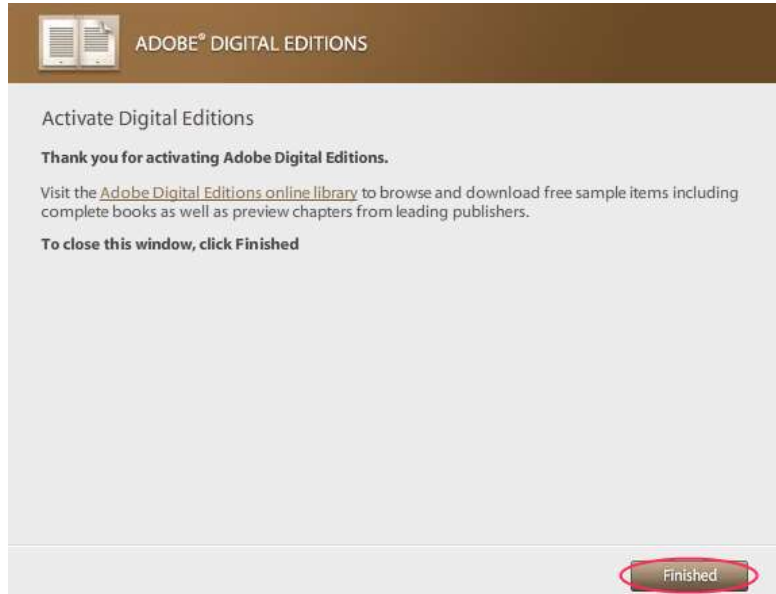 ADOBE® DIGITAL EDITIONS
Activate Digital Editions
Thank you for activating Adobe Digital Editions.
Visit the Adobe Digital Editions online library to browse and download free sample items including
complete books as well as preview chapters from leading publishers.
To close this window, click Finished
Finished